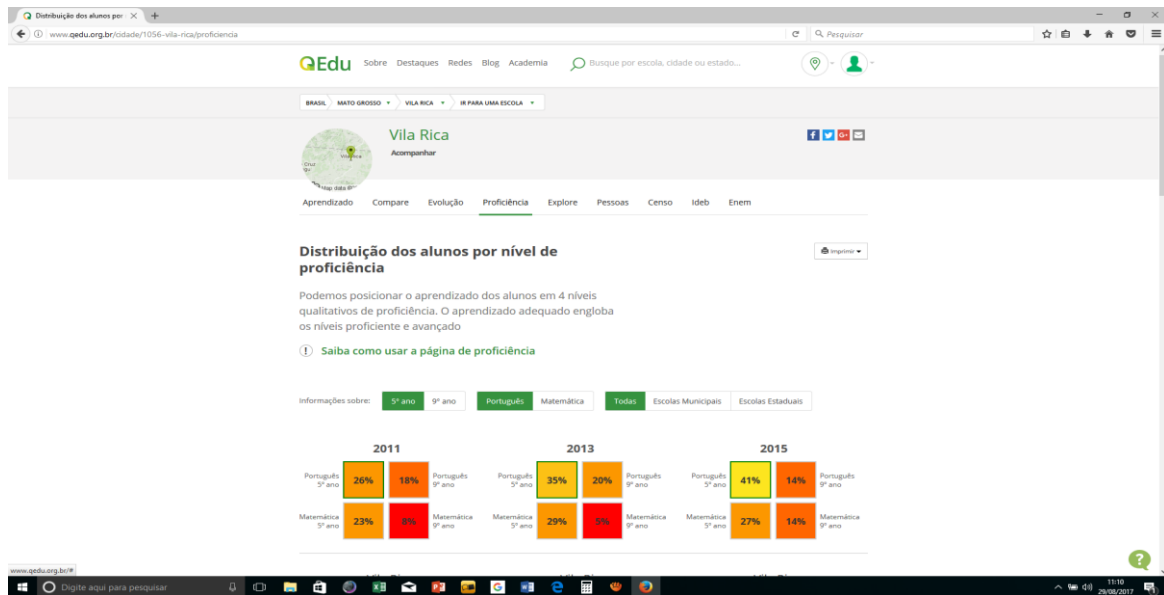 Distribuição dos alunos por
www.qedu.org.br/cidade/1056-vila-rica/proficiencia
Pesquisar
QEdu Sobre Destaques Redes Blog Academia Busque por escola, cidade ou estado...
BRASIL MATO GROSSO VILA RICA IR PARA UMA ESCOLA
Vila Rica
Acompanhar
Aprendizado Compare Evolução Proficiência Explore Pessoas Censo Ideb Enem
Distribuição dos alunos por nível de
proficiência
Imprimir
Podemos posicionar o aprendizado dos alunos em 4 níveis
qualitativos de proficiência. O aprendizado adequado engloba
os níveis proficiente e avançado
! Saiba como usar a página de proficiência
Informações sobre: 5º ano 9º ano Português Matemática Todas Escolas Municipais Escolas Estaduais
2011 2013 2015
Português 5º ano 26% 18% Português 9º ano Português 5º ano 35% 20% Português 9º ano Português 5º ano 41% 14% Português 9º ano
Matemática 5º ano 23% 8% Matemática 9º ano Matemática 5º ano 29% 5% Matemática 9º ano Matemática 5º ano 27% 14% Matemática 9º ano
www.qedu.org.br/#
?
Digite aqui para pesquisar
11:10
29/08/2017